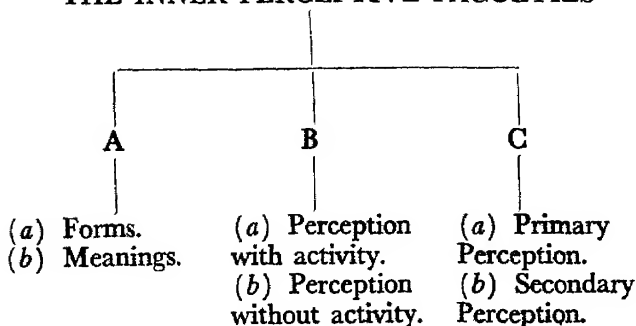 THE INNER PERCEPTIVE FACULTIES
A
(a) Forms.
(b) Meanings.
B
(a) Perception
with activity.
(b) Perception
without activity.
C
(a) Primary
Perception.
(b) Secondary
Perception.